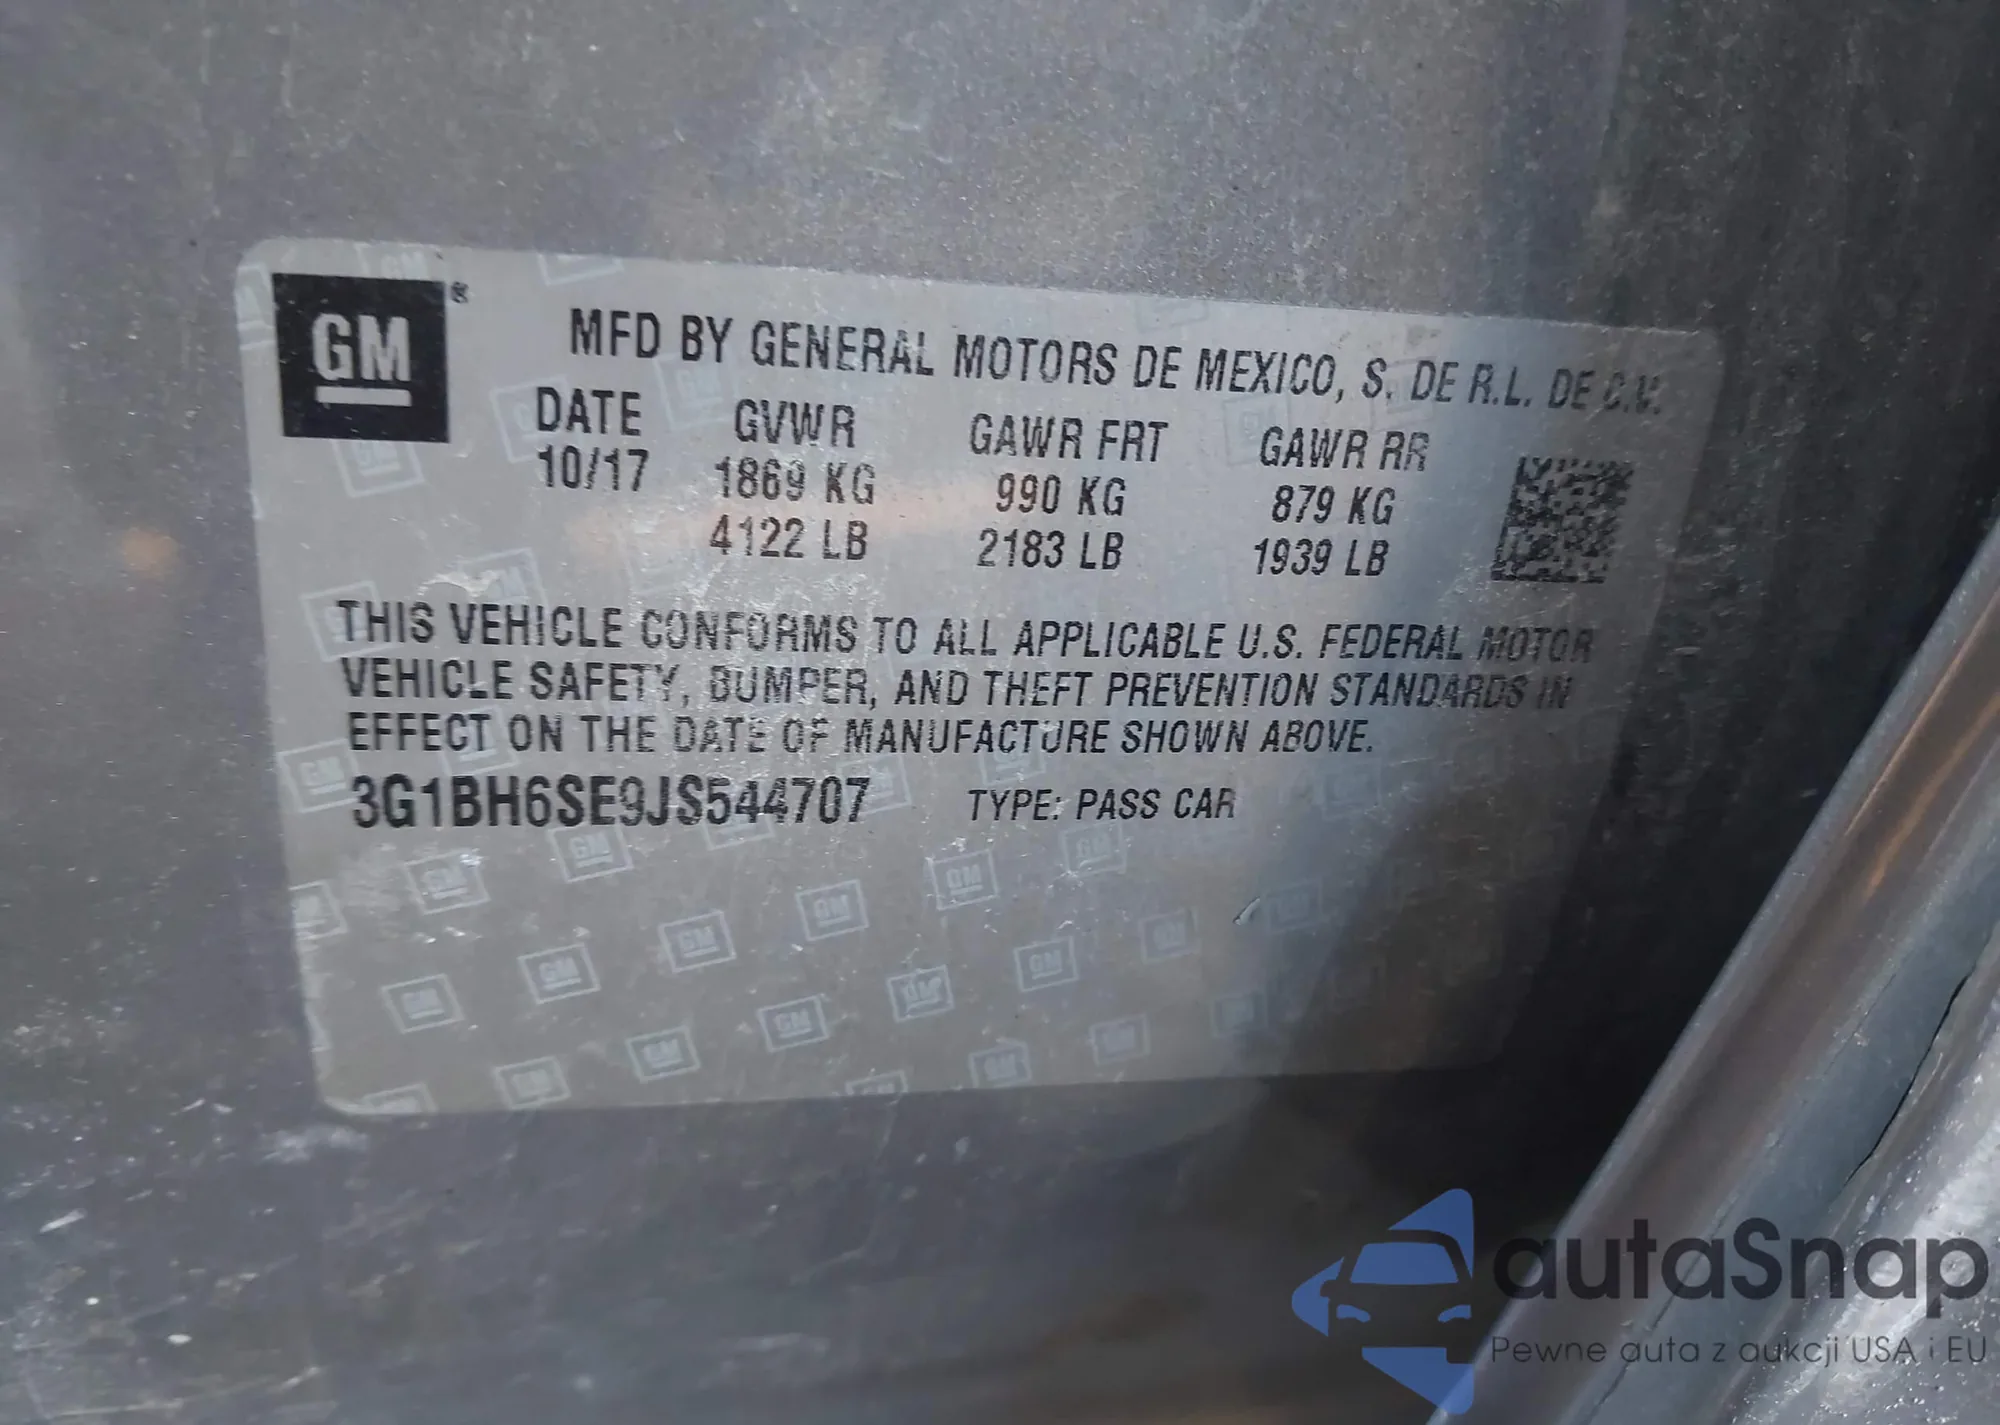 GM ®
MFD BY GENERAL MOTORS DE MEXICO, S. DE R.L. DE C.V.
DATE GVWR GAWR FRT GAWR RR
10/17 1869 KG 990 KG 879 KG
4122 LB 2183 LB 1939 LB
THIS VEHICLE CONFORMS TO ALL APPLICABLE U.S. FEDERAL MOTOR
VEHICLE SAFETY, BUMPER, AND THEFT PREVENTION STANDARDS IN
EFFECT ON THE DATE OF MANUFACTURE SHOWN ABOVE.
3G1BH6SE9JS544707 TYPE: PASS CAR
autaSnap
Pewne auta z aukcji USA i EU